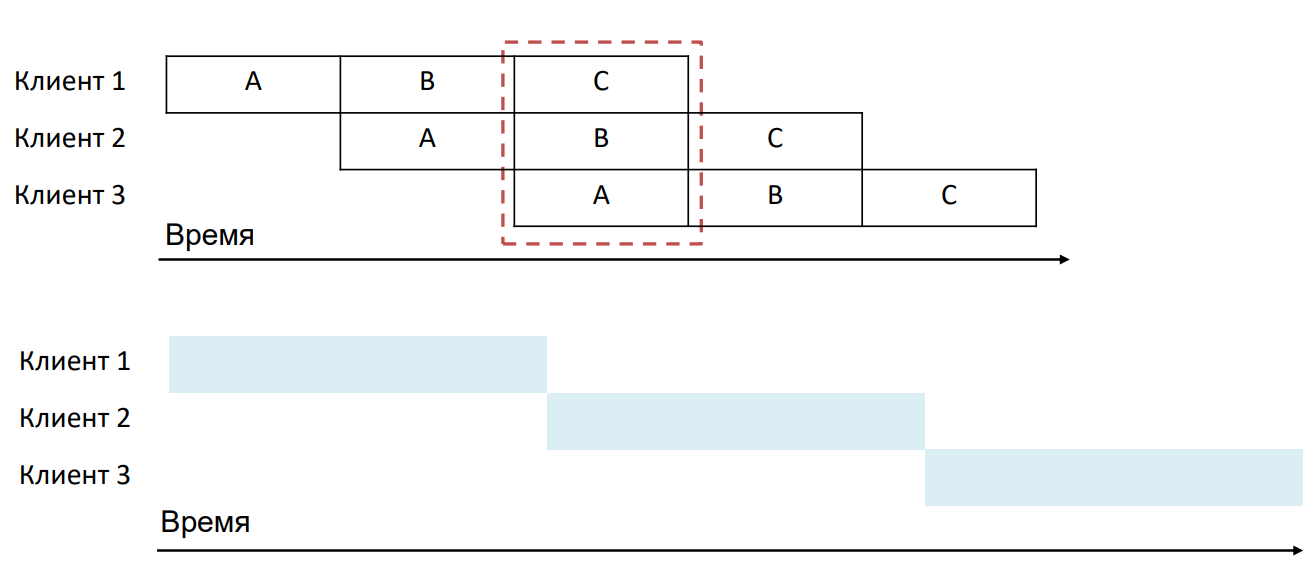 Клиент 1 A B C
Клиент 2 A B C
Клиент 3 A B C
Время
Клиент 1
Клиент 2
Клиент 3
Время